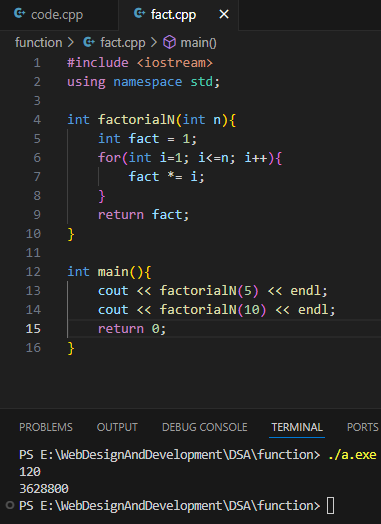 code.cpp fact.cpp
function > fact.cpp > main()
1 #include <iostream>
2 using namespace std;
3
4 int factorialN(int n){
5     int fact = 1;
6     for(int i=1; i<=n; i++){
7         fact *= i;
8     }
9     return fact;
10 }
11
12 int main(){
13     cout << factorialN(5) << endl;
14     cout << factorialN(10) << endl;
15     return 0;
16 }
PROBLEMS OUTPUT DEBUG CONSOLE TERMINAL PORTS
PS E:\WebDesignAndDevelopment\DSA\function> ./a.exe
120
3628800
PS E:\WebDesignAndDevelopment\DSA\function>